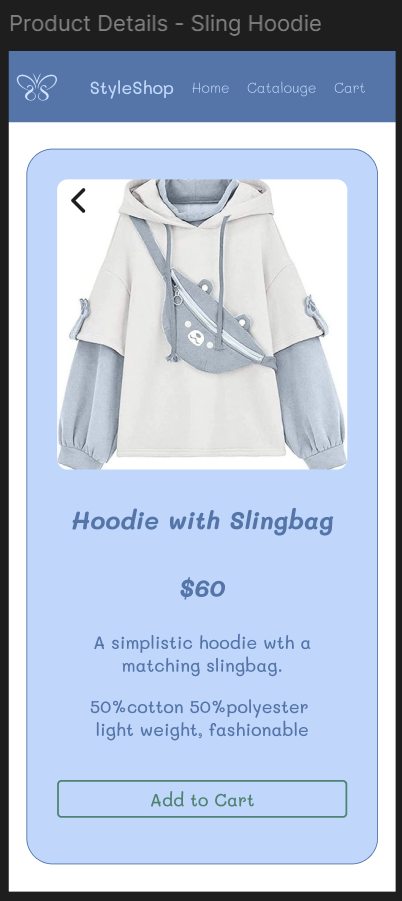 Product Details - Sling Hoodie
StyleShop Home Catalouge Cart
Hoodie with Slingbag
$60
A simplistic hoodie wth a
matching slingbag.
50%cotton 50%polyester
light weight, fashionable
Add to Cart